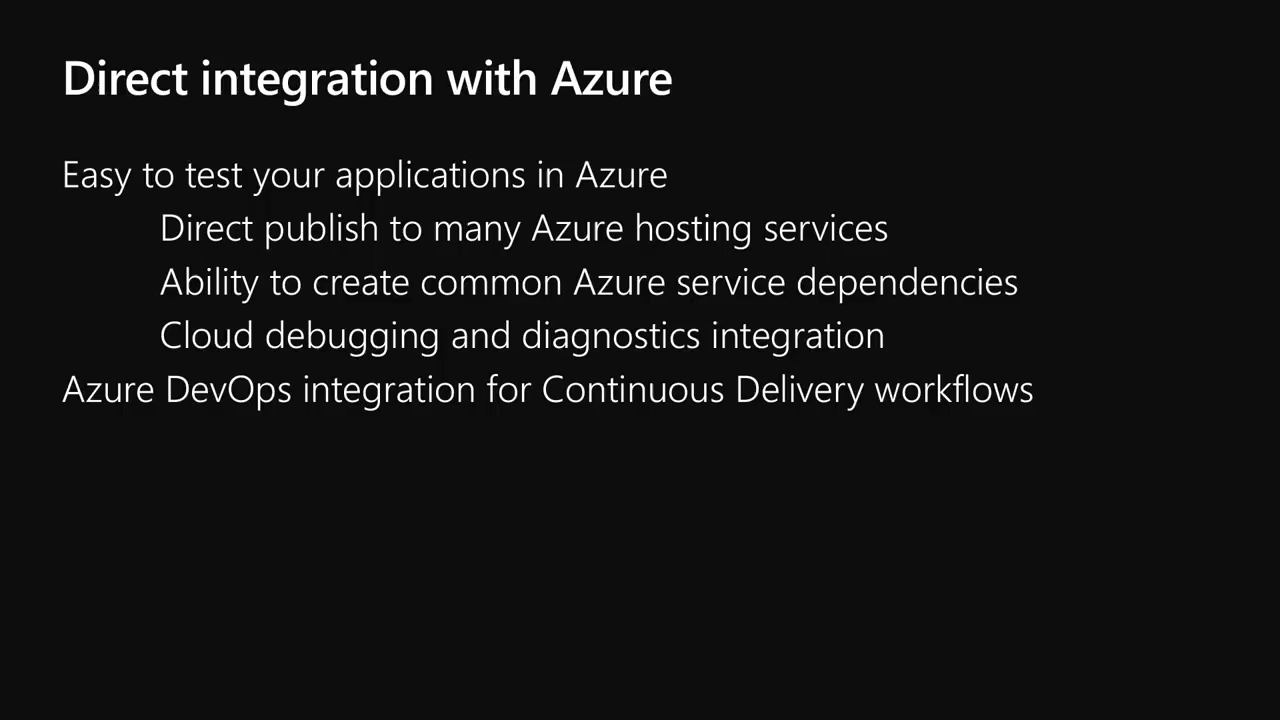 Direct integration with Azure
Easy to test your applications in Azure
Direct publish to many Azure hosting services
Ability to create common Azure service dependencies
Cloud debugging and diagnostics integration
Azure DevOps integration for Continuous Delivery workflows